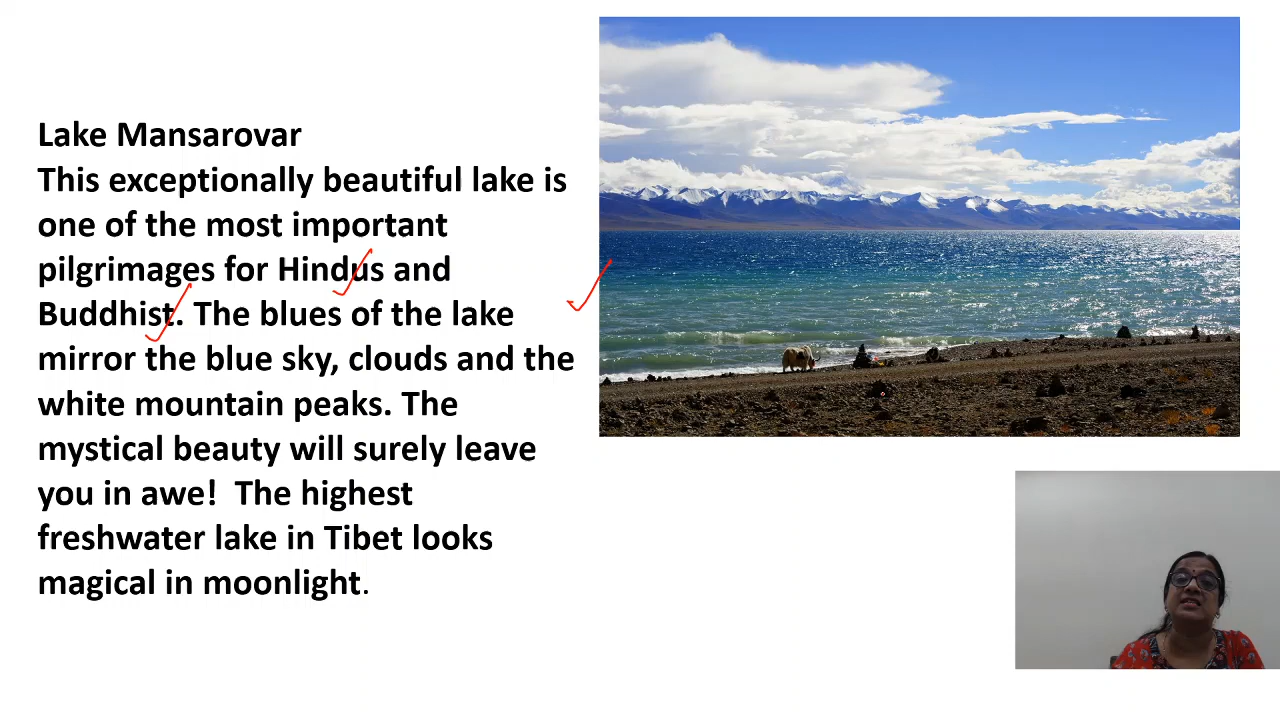 Lake Mansarovar
This exceptionally beautiful lake is
one of the most important
pilgrimages for Hindus and
Buddhist. The blues of the lake
mirror the blue sky, clouds and the
white mountain peaks. The
mystical beauty will surely leave
you in awe!  The highest
freshwater lake in Tibet looks
magical in moonlight.